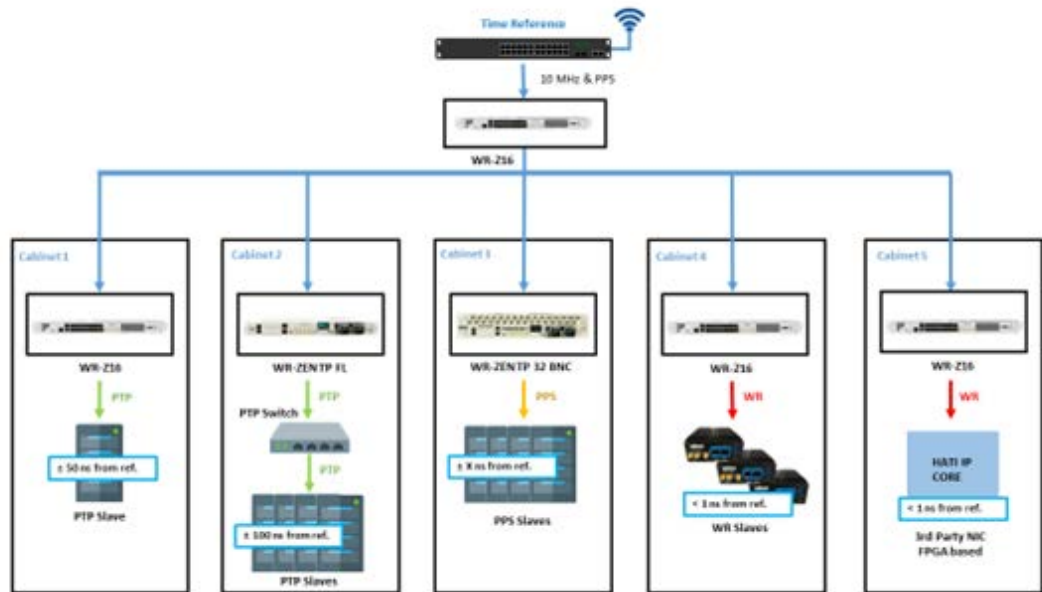 Time Reference
10 MHz & PPS
WR-Z16
Cabinet 1
WR-Z16
PTP
± 50 ns from ref.
PTP Slave
Cabinet 2
WR-ZEN TP FL
PTP
PTP Switch
PTP
± 100 ns from ref.
PTP Slaves
Cabinet 3
WR-ZEN TP 32 BNC
PPS
± X ns from ref.
PPS Slaves
Cabinet 4
WR-Z16
WR
< 1 ns from ref.
WR Slaves
Cabinet 5
WR-Z16
WR
HATI IP
CORE
< 1 ns from ref.
3rd Party NIC
FPGA based